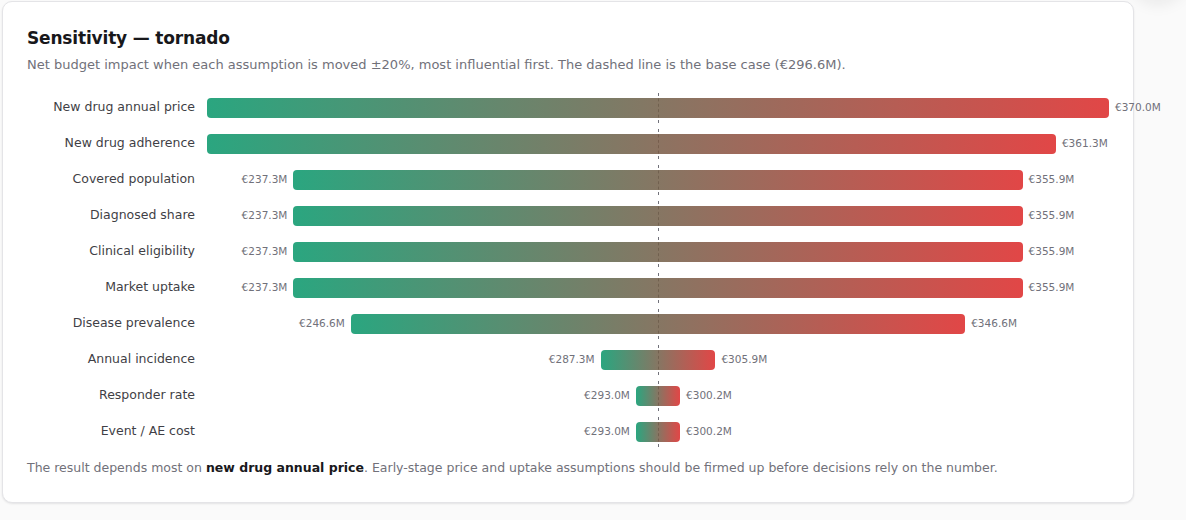 Sensitivity — tornado
Net budget impact when each assumption is moved ±20%, most influential first. The dashed line is the base case (€296.6M).
New drug annual price €370.0M
New drug adherence €361.3M
Covered population €237.3M €355.9M
Diagnosed share €237.3M €355.9M
Clinical eligibility €237.3M €355.9M
Market uptake €237.3M €355.9M
Disease prevalence €246.6M €346.6M
Annual incidence €287.3M €305.9M
Responder rate €293.0M €300.2M
Event / AE cost €293.0M €300.2M
The result depends most on new drug annual price. Early-stage price and uptake assumptions should be firmed up before decisions rely on the number.